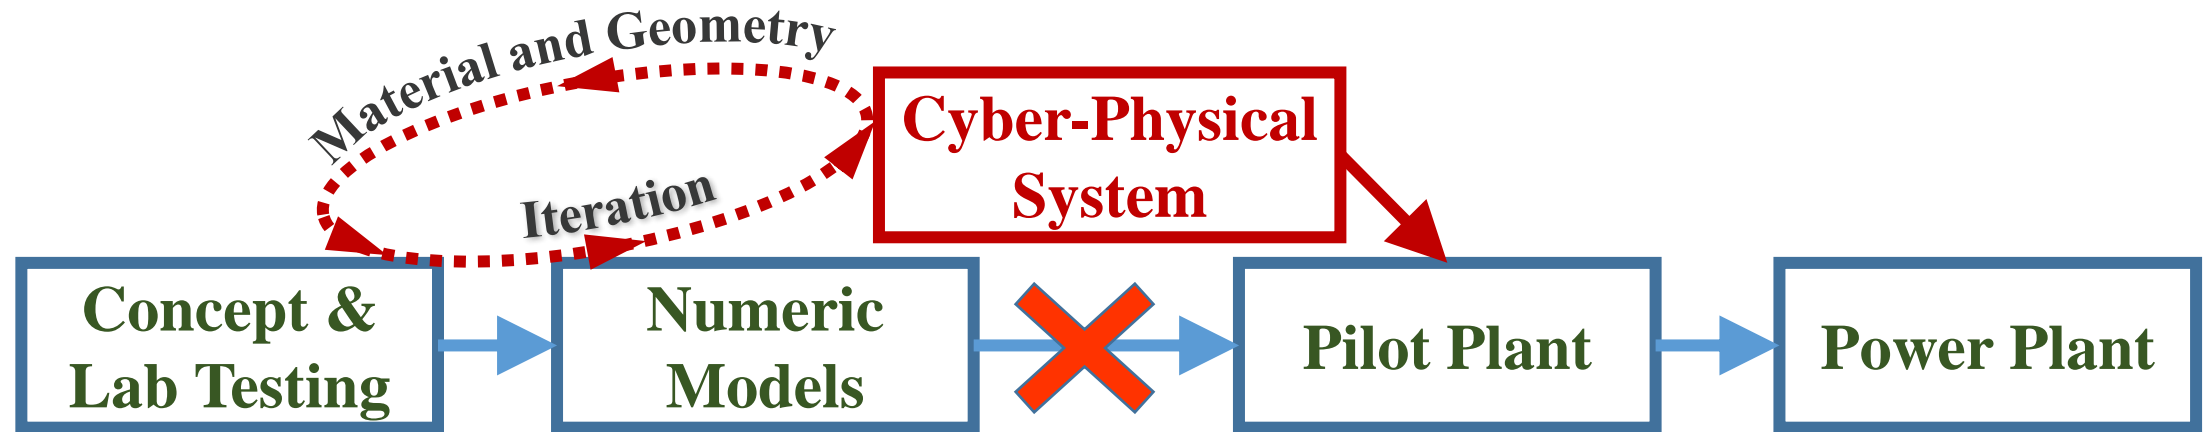 Material and Geometry
Iteration
Cyber-Physical
System
Concept &
Lab Testing
Numeric
Models
Pilot Plant
Power Plant